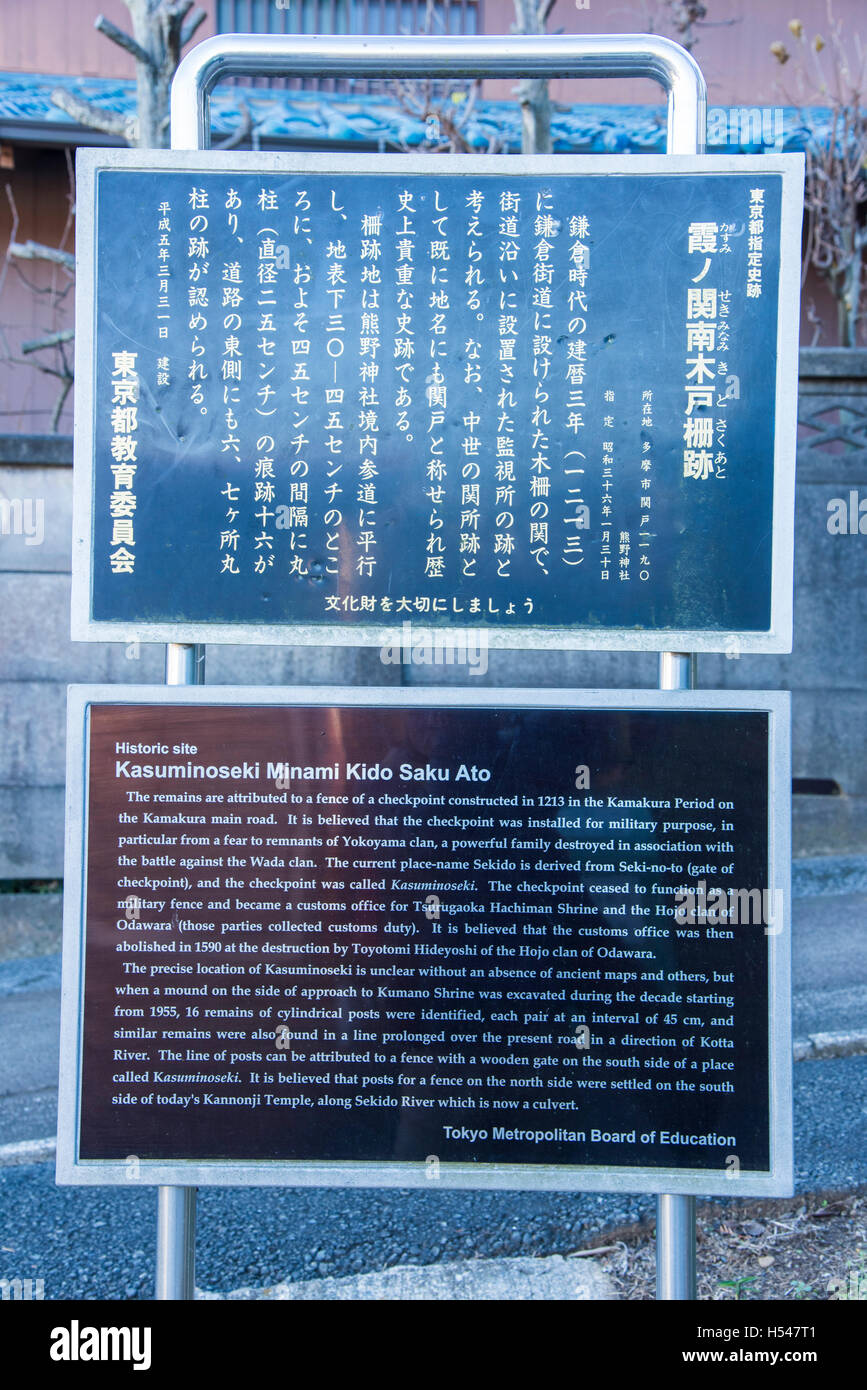 東京都指定史跡
霞ノ関南木戸柵跡
かすみ せき みなみ き ど さく あと
所在地 多摩市関戸一一九〇
熊野神社
指定 昭和三十六年一月三十日
鎌倉時代の建暦三年（一二一三）
に鎌倉街道に設けられた木柵の関で、
街道沿いに設置された監視所の跡と
考えられる。なお、中世の関所跡と
して既に地名にも関戸と称せられ歴
史上貴重な史跡である。
柵跡地は熊野神社境内参道に平行
し、地表下三〇—四五センチのとこ
ろに、およそ四五センチの間隔に丸
柱（直径二五センチ）の痕跡十六が
あり、道路の東側にも六、七ヶ所丸
柱の跡が認められる。
平成五年三月三一日 建設
東京都教育委員会
文化財を大切にしましょう
Historic site
Kasuminoseki Minami Kido Saku Ato
The remains are attributed to a fence of a checkpoint constructed in 1213 in the Kamakura Period on
the Kamakura main road. It is believed that the checkpoint was installed for military purpose, in
particular from a fear to remnants of Yokoyama clan, a powerful family destroyed in association with
the battle against the Wada clan. The current place-name Sekido is derived from Seki-no-to (gate of
checkpoint), and the checkpoint was called Kasuminoseki. The checkpoint ceased to function as a
military fence and became a customs office for Tsurugaoka Hachiman Shrine and the Hojo clan of
Odawara (those parties collected customs duty). It is believed that the customs office was then
abolished in 1590 at the destruction by Toyotomi Hideyoshi of the Hojo clan of Odawara.
The precise location of Kasuminoseki is unclear without an absence of ancient maps and others, but
when a mound on the side of approach to Kumano Shrine was excavated during the decade starting
from 1955, 16 remains of cylindrical posts were identified, each pair at an interval of 45 cm, and
similar remains were also found in a line prolonged over the present road in a direction of Kotta
River. The line of posts can be attributed to a fence with a wooden gate on the south side of a place
called Kasuminoseki. It is believed that posts for a fence on the north side were settled on the south
side of today's Kannonji Temple, along Sekido River which is now a culvert.
Tokyo Metropolitan Board of Education
alamy
Image ID: H547T1
www.alamy.com